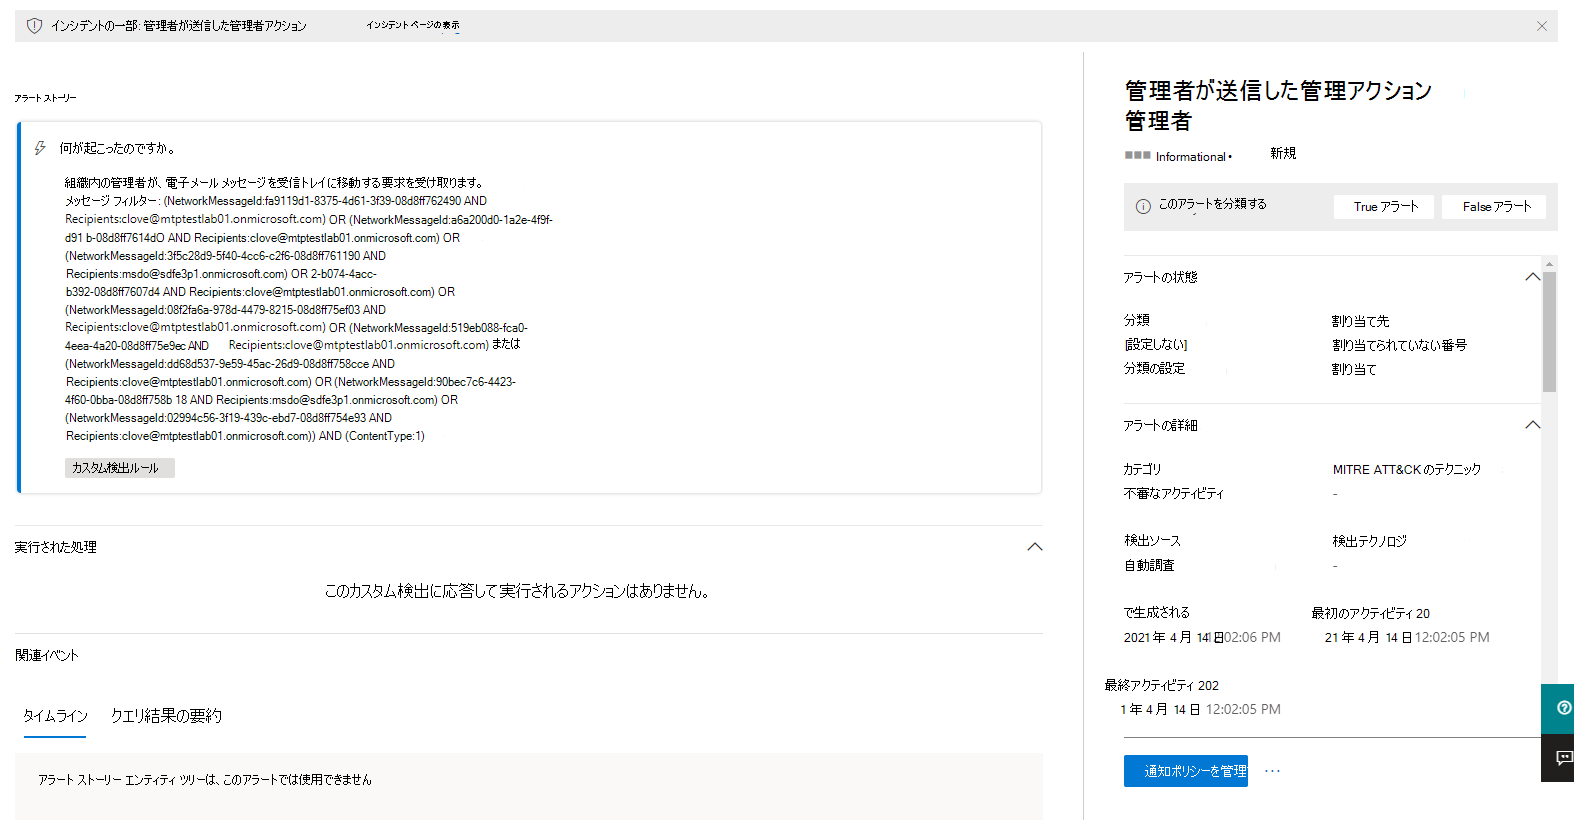 インシデントの一部: 管理者が送信した管理者アクション
インシデント ページの表示
アラート ストーリー
何が起こったのですか。
組織内の管理者が、電子メール メッセージを受信トレイに移動する要求を受け取ります。
メッセージ フィルター: (NetworkMessageId:fa9119d1-8375-4d61-3f39-08d8ff762490 AND
Recipients:clove@mtptestlab01.onmicrosoft.com) OR (NetworkMessageId:a6a200d0-1a2e-4f9f-
d91 b-08d8ff7614dO AND Recipients:clove@mtptestlab01.onmicrosoft.com) OR
(NetworkMessageId:3f5c28d9-5f40-4cc6-c2f6-08d8ff761190 AND
Recipients:msdo@sdfe3p1.onmicrosoft.com) OR 2-b074-4acc-
b392-08d8ff7607d4 AND Recipients:clove@mtptestlab01.onmicrosoft.com) OR
(NetworkMessageId:08f2fa6a-978d-4479-8215-08d8ff75ef03 AND
Recipients:clove@mtptestlab01.onmicrosoft.com) OR (NetworkMessageId:519eb088-fca0-
4eea-4a20-08d8ff75e9ec AND Recipients:clove@mtptestlab01.onmicrosoft.com) または
(NetworkMessageId:dd68d537-9e59-45ac-26d9-08d8ff758cce AND
Recipients:clove@mtptestlab01.onmicrosoft.com) OR (NetworkMessageId:90bec7c6-4423-
4f60-0bba-08d8ff758b 18 AND Recipients:msdo@sdfe3p1.onmicrosoft.com) OR
(NetworkMessageId:02994c56-3f19-439c-ebd7-08d8ff754e93 AND
Recipients:clove@mtptestlab01.onmicrosoft.com)) AND (ContentType:1)
カスタム検出ルール
実行された処理
このカスタム検出に応答して実行されるアクションはありません。
関連イベント
タイムライン
クエリ結果の要約
アラート ストーリー エンティティ ツリーは、このアラートでは使用できません
管理者が送信した管理アクション
管理者
Informational •
新規
このアラートを分類する
True アラート
False アラート
アラートの状態
分類
割り当て先
[設定しない]
割り当てられていない番号
分類の設定
割り当て
アラートの詳細
カテゴリ
MITRE ATT&CK のテクニック
不審なアクティビティ
-
検出ソース
検出テクノロジ
自動調査
-
で生成される
最初のアクティビティ 20
2021 年 4 月 14 日 12:02:06 PM
21 年 4 月 14 日 12:02:05 PM
最終アクティビティ 202
1 年 4 月 14 日 12:02:05 PM
通知ポリシーを管理